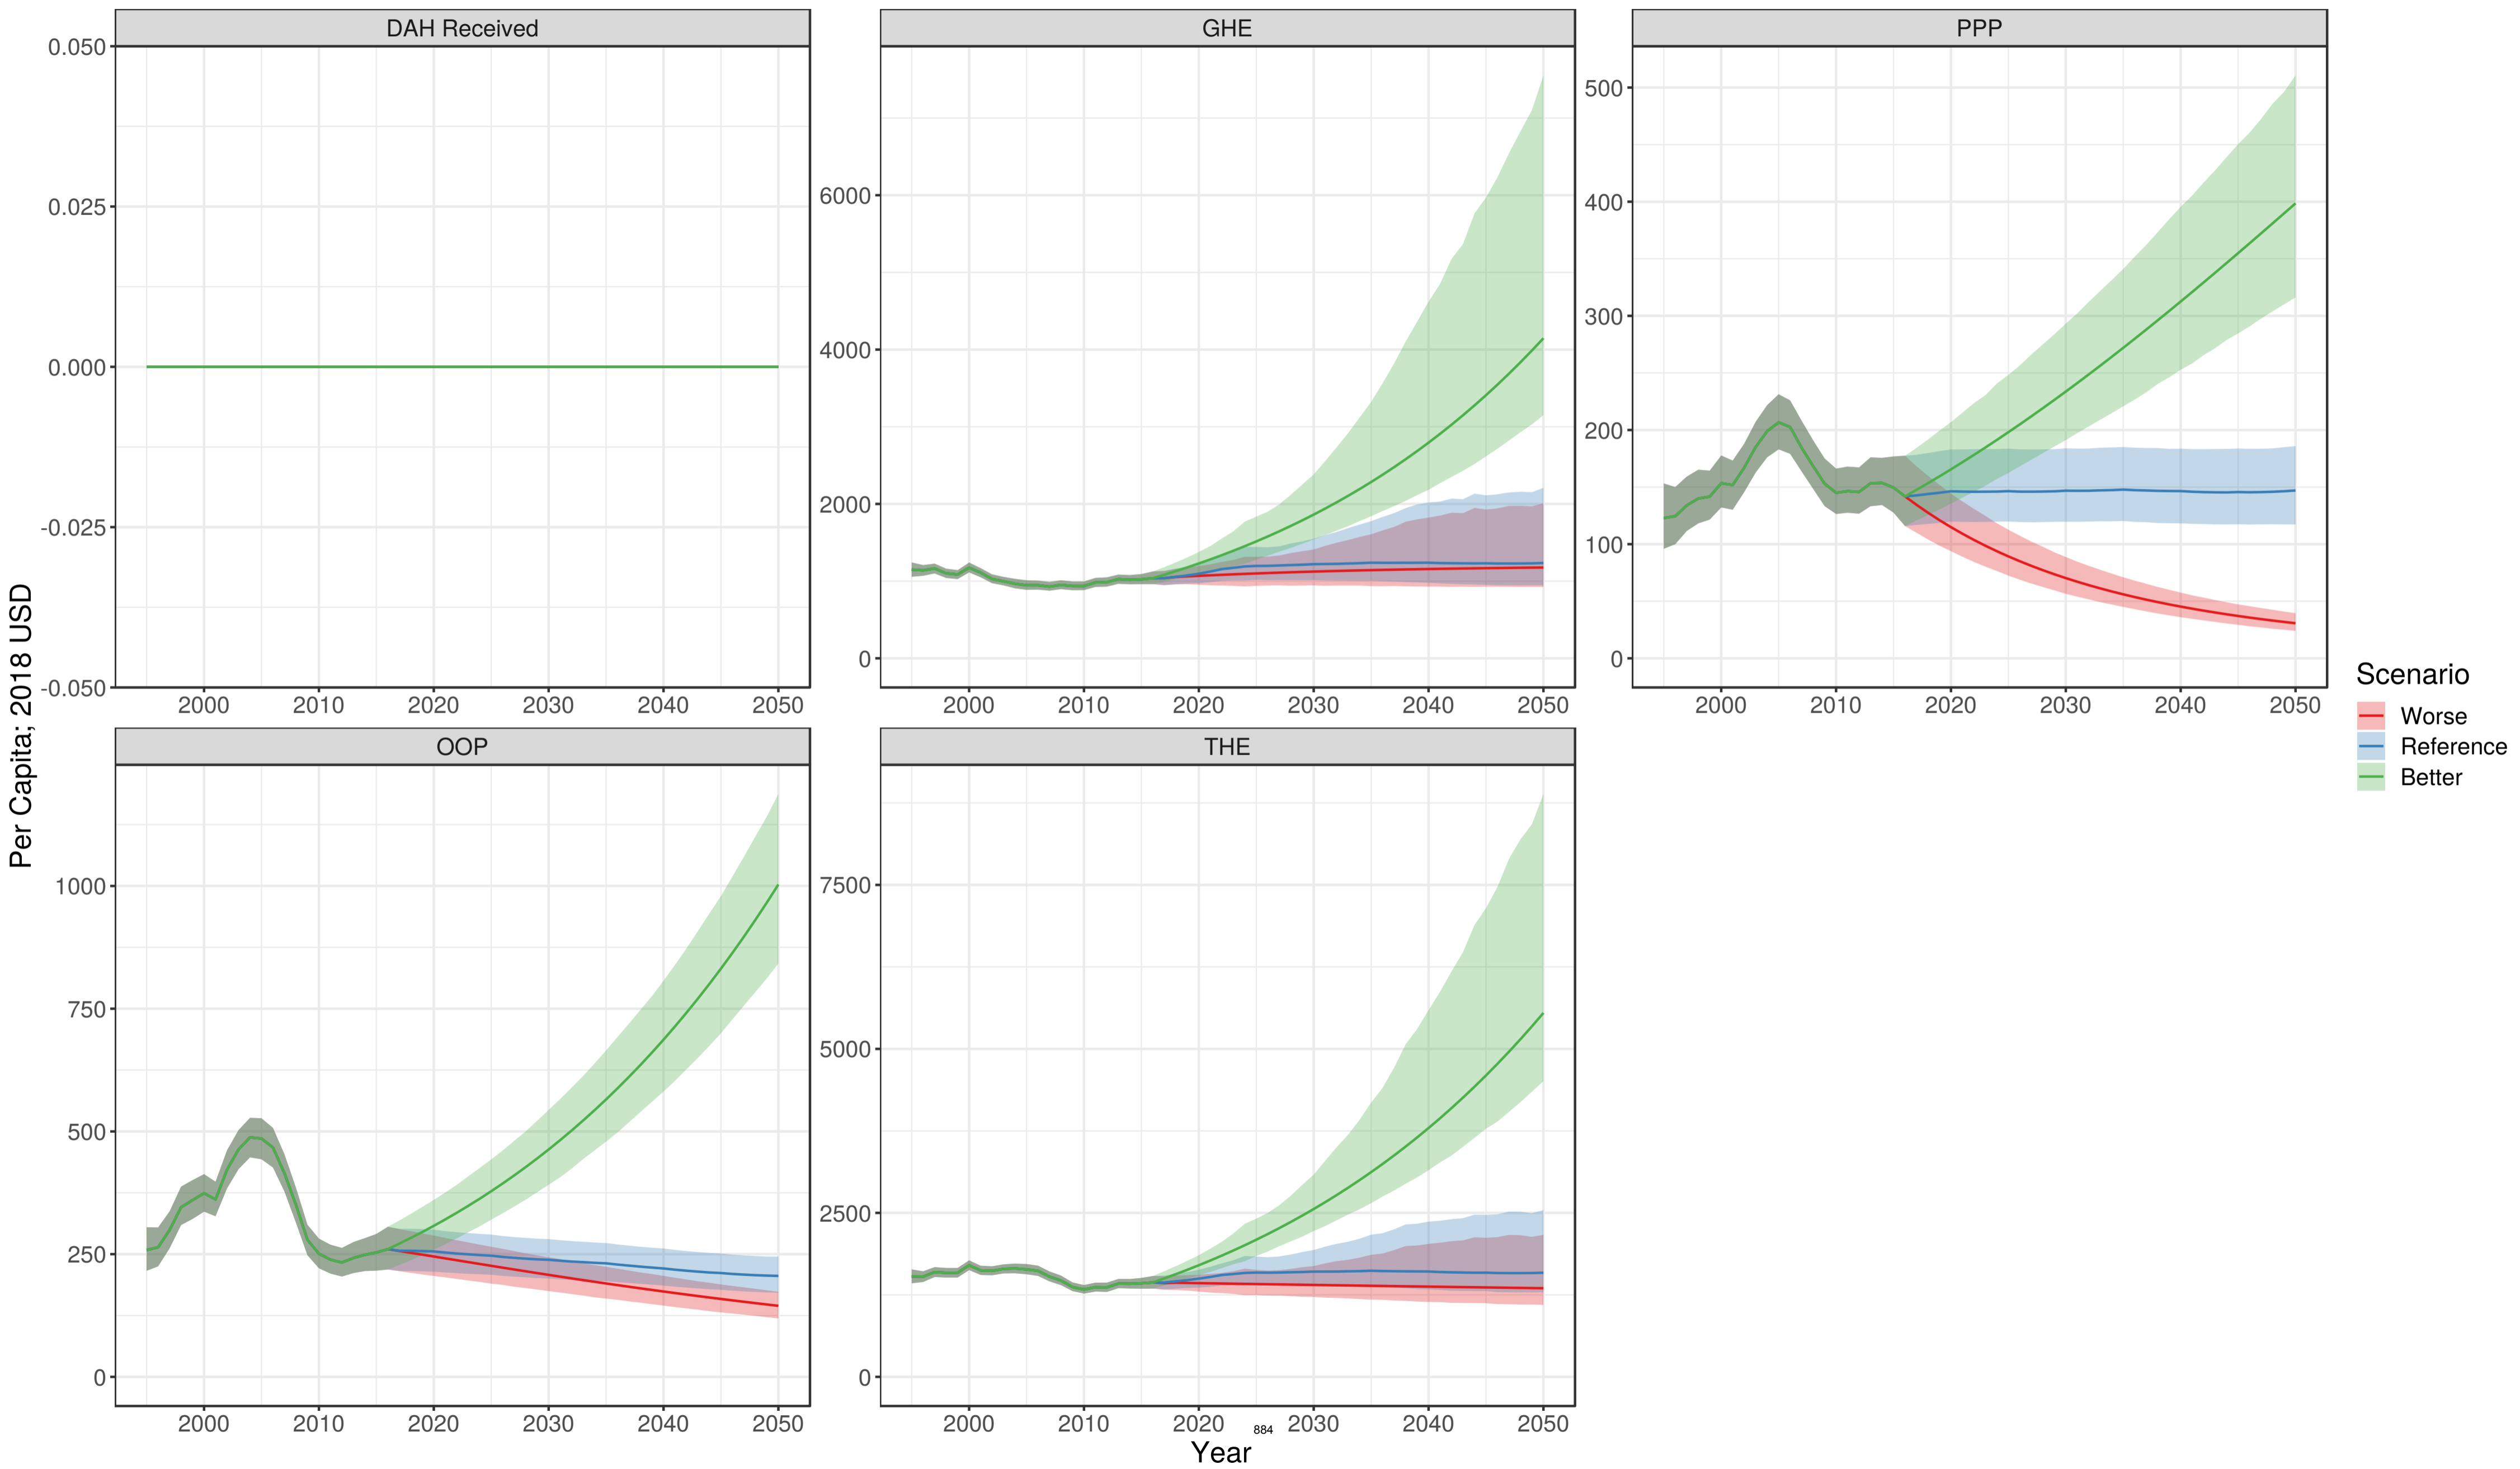 DAH Received
GHE
PPP
0.050
0.025
0.000
-0.025
-0.050
6000
4000
2000
0
500
400
300
200
100
0
2000 2010 2020 2030 2040 2050
2000 2010 2020 2030 2040 2050
2000 2010 2020 2030 2040 2050
Per Capita; 2018 USD
OOP
THE
1000
750
500
250
0
7500
5000
2500
0
2000 2010 2020 2030 2040 2050
2000 2010 2020 2030 2040 2050
884
Year
Scenario
Worse
Reference
Better